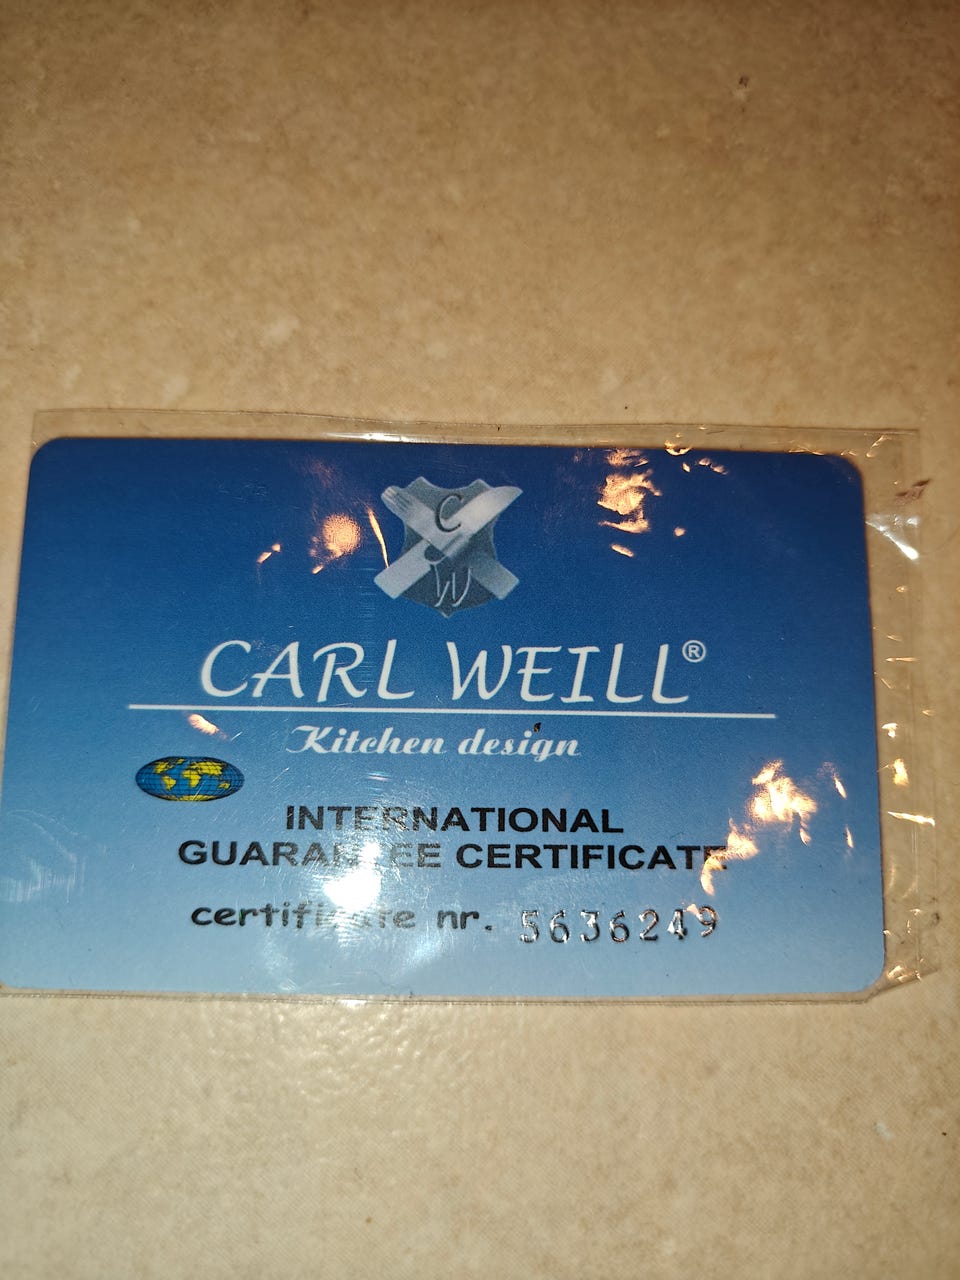 C
W
CARL WEILL®
Kitchen design
INTERNATIONAL
GUARANTEE CERTIFICATE
certificate nr. 5636249